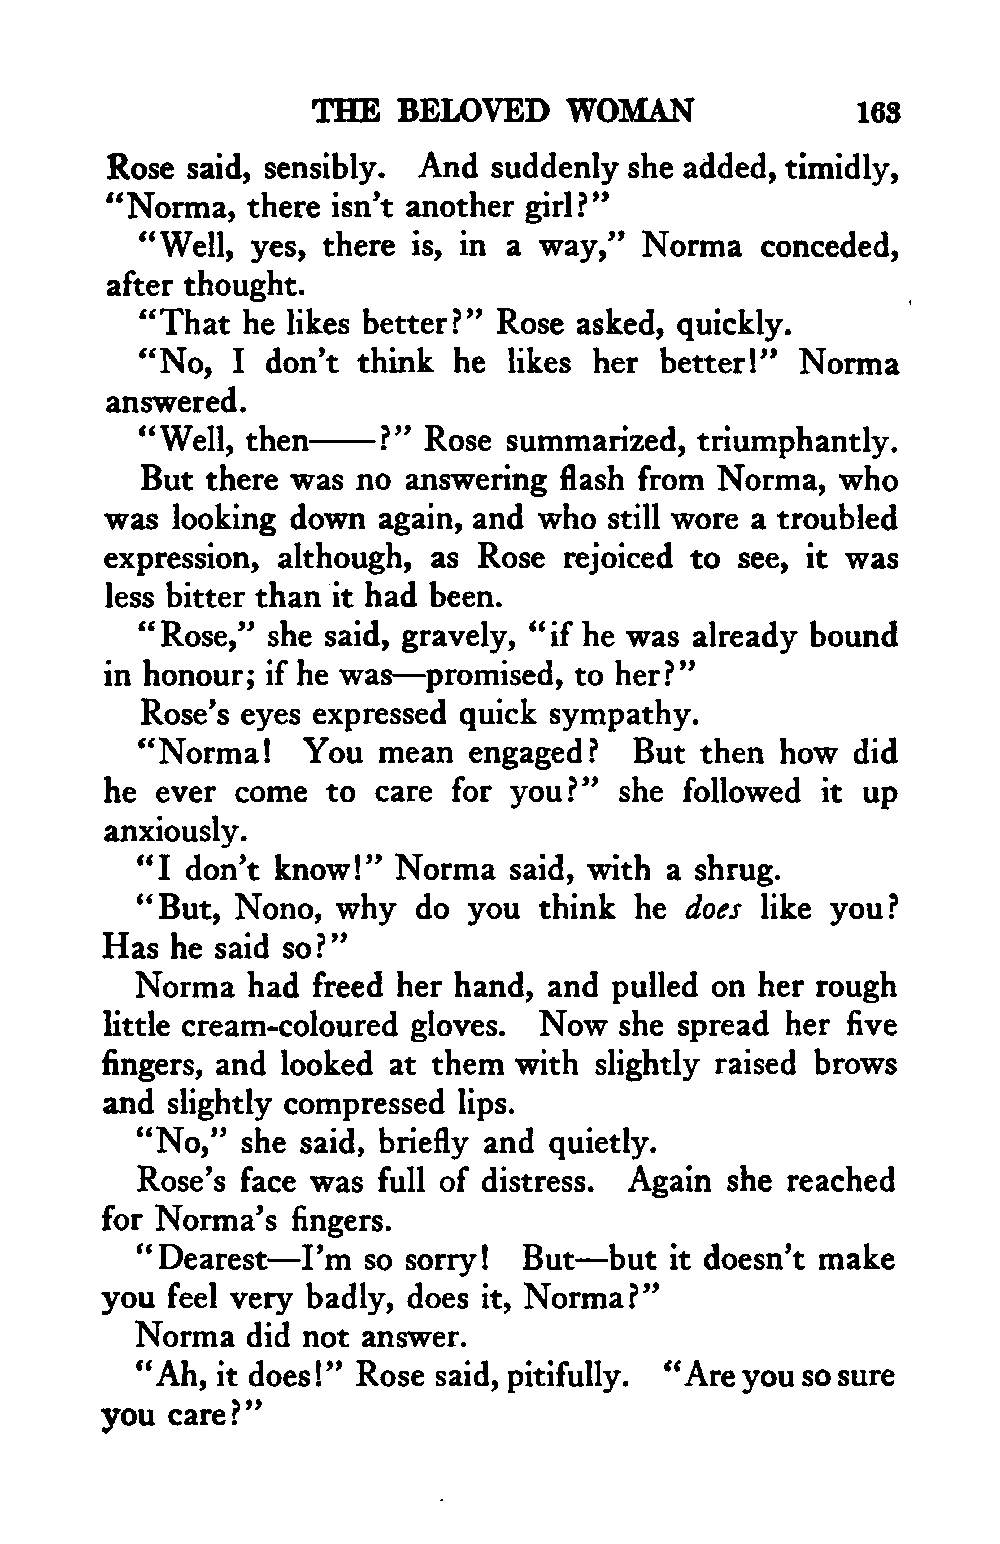 THE BELOVED WOMAN 163
Rose said, sensibly. And suddenly she added, timidly,
“Norma, there isn’t another girl?”
“Well, yes, there is, in a way,” Norma conceded,
after thought.
“That he likes better?” Rose asked, quickly.
“No, I don’t think he likes her better!” Norma
answered.
“Well, then——?” Rose summarized, triumphantly.
But there was no answering flash from Norma, who
was looking down again, and who still wore a troubled
expression, although, as Rose rejoiced to see, it was
less bitter than it had been.
“Rose,” she said, gravely, “if he was already bound
in honour; if he was—promised, to her?”
Rose’s eyes expressed quick sympathy.
“Norma! You mean engaged? But then how did
he ever come to care for you?” she followed it up
anxiously.
“I don’t know!” Norma said, with a shrug.
“But, Nono, why do you think he does like you?
Has he said so?”
Norma had freed her hand, and pulled on her rough
little cream-coloured gloves. Now she spread her five
fingers, and looked at them with slightly raised brows
and slightly compressed lips.
“No,” she said, briefly and quietly.
Rose’s face was full of distress. Again she reached
for Norma’s fingers.
“Dearest—I’m so sorry! But—but it doesn’t make
you feel very badly, does it, Norma?”
Norma did not answer.
“Ah, it does!” Rose said, pitifully. “Are you so sure
you care?”